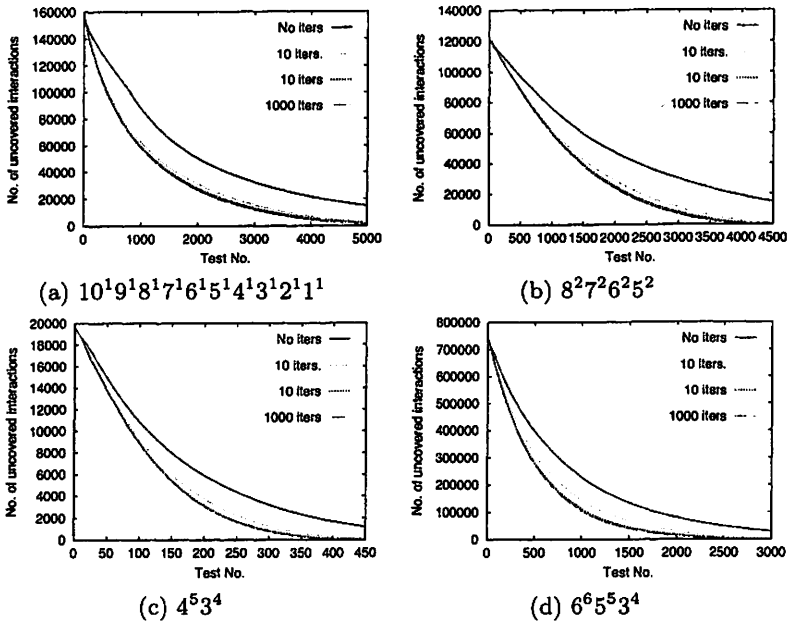 160000
140000
120000
100000
80000
60000
40000
20000
0
No. of uncovered interactions
No iters
10 iters.
10 iters
1000 iters
0 1000 2000 3000 4000 5000
Test No.
(a) 10¹9¹8¹7¹6¹5¹4¹3¹2¹1¹
140000
120000
100000
80000
60000
40000
20000
0
No. of uncovered interactions
No iters
10 iters.
10 iters
1000 iters
0 500 1000 1500 2000 2500 3000 3500 4000 4500
Test No.
(b) 8²7²6²5²
20000
18000
16000
14000
12000
10000
8000
6000
4000
2000
0
No. of uncovered interactions
No iters
10 iters.
10 iters
1000 iters
0 50 100 150 200 250 300 350 400 450
Test No.
(c) 4⁵3⁴
800000
700000
600000
500000
400000
300000
200000
100000
0
No. of uncovered interactions
No iters
10 iters.
10 iters
1000 iters
0 500 1000 1500 2000 2500 3000
Test No.
(d) 6⁶5⁵3⁴